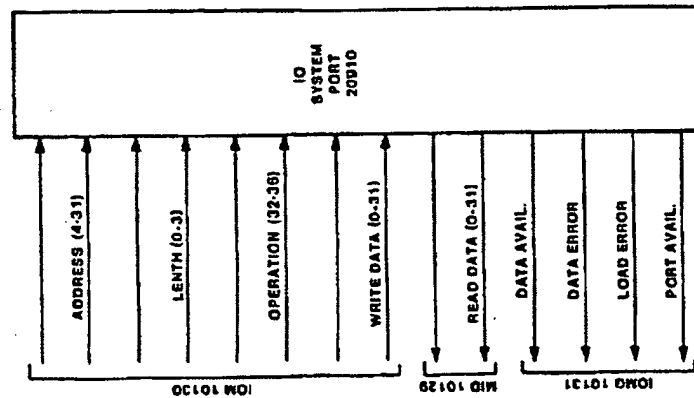 IO
SYSTEM
PORT
20910
ADDRESS (4-31)
LENTH (0-3)
OPERATION (32-36)
WRITE DATA (0-31)
READ DATA (0-31)
DATA AVAIL.
DATA ERROR
LOAD ERROR
PORT AVAIL.
IOM 10130
MID 10129
IOMC 10131